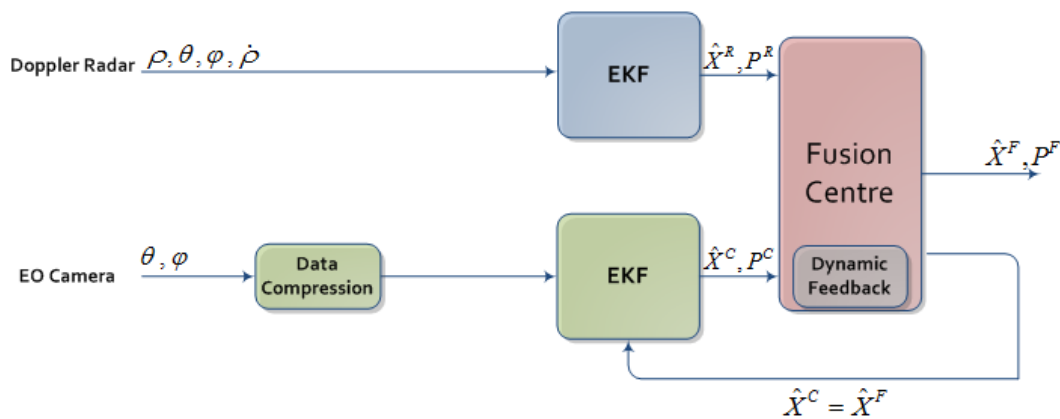 Doppler Radar
ρ, θ, φ, ρ̇
EKF
X̂^R, P^R
Fusion
Centre
X̂^F, P^F
EO Camera
θ, φ
Data
Compression
EKF
X̂^C, P^C
Dynamic
Feedback
X̂^C = X̂^F